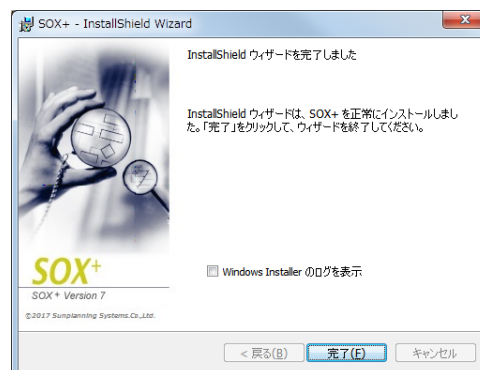 SOX+ - InstallShield Wizard
InstallShield ウィザードを完了しました
InstallShield ウィザードは、SOX+ を正常にインストールしまし
た。「完了」をクリックして、ウィザードを終了してください。
SOX+
SOX+ Version 7
©2017 Sunplanning Systems.Co.,Ltd.
Windows Installer のログを表示
< 戻る(B)
完了(F)
キャンセル